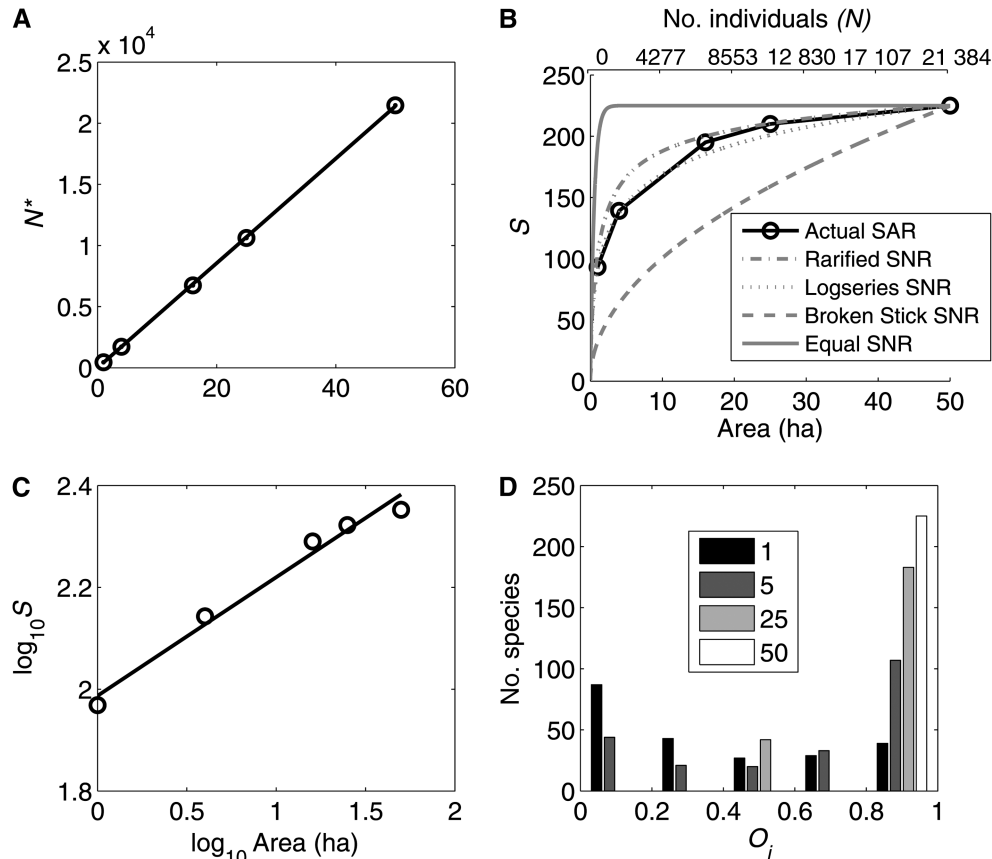 A
x 10^4
2.5
2
1.5
1
0.5
0
N*
0 20 40 60
B
No. individuals (N)
0 4277 8553 12 830 17 107 21 384
250
200
150
100
50
0
S
Actual SAR
Rarified SNR
Logseries SNR
Broken Stick SNR
Equal SNR
0 10 20 30 40 50
Area (ha)
C
2.4
2.2
2
1.8
log10S
0 0.5 1 1.5 2
log10 Area (ha)
D
250
200
150
100
50
0
No. species
1
5
25
50
0 0.2 0.4 0.6 0.8 1
Oi